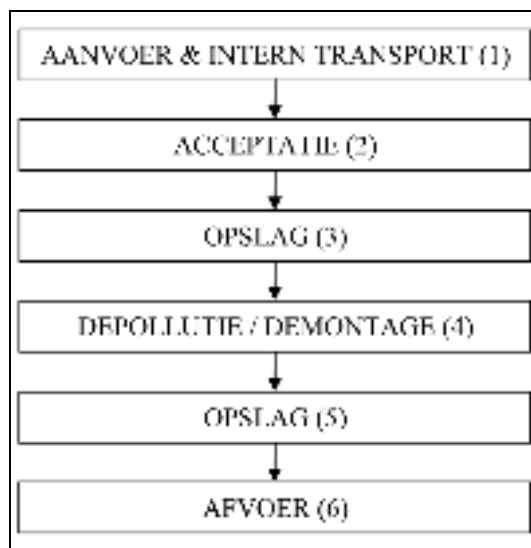 AANVOER & INTERN TRANSPORT (1)
ACCEPTATIE (2)
OPSLAG (3)
DEPOLLUTIE / DEMONTAGE (4)
OPSLAG (5)
AFVOER (6)